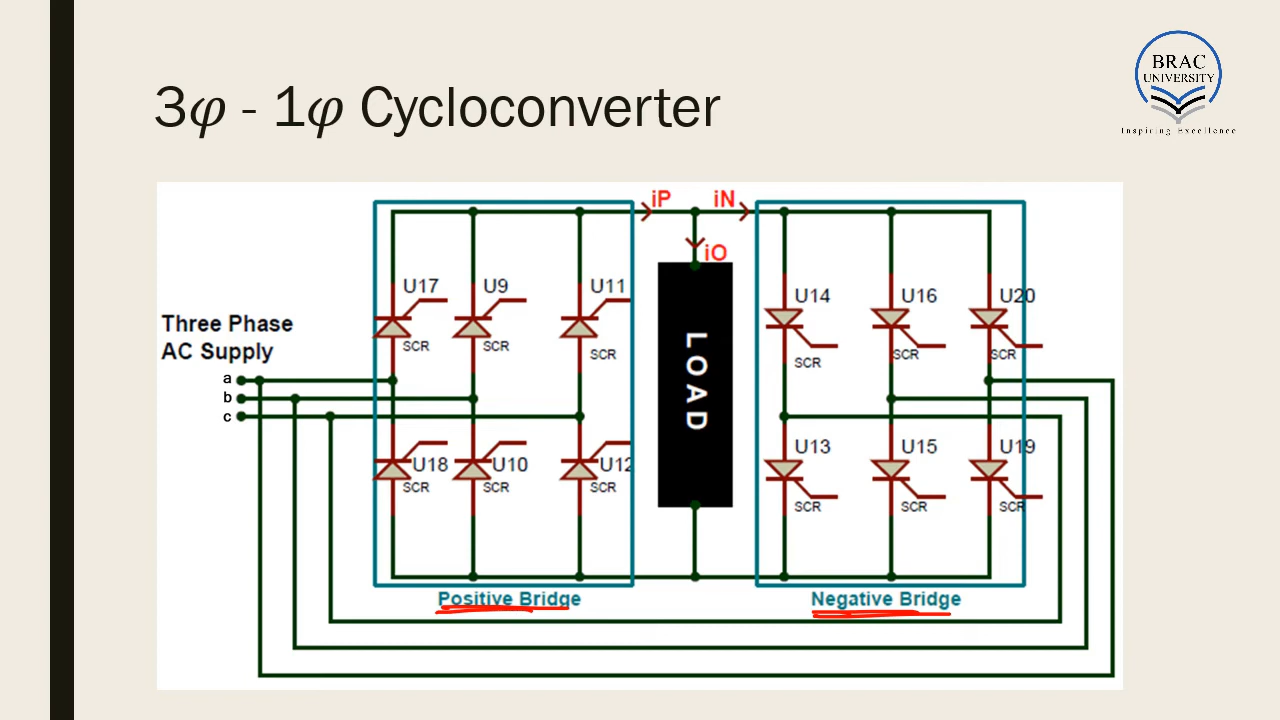 3φ - 1φ Cycloconverter
BRAC
UNIVERSITY
Inspiring Excellence
iP
iN
iO
U17
U9
U11
U14
U16
U20
SCR
SCR
SCR
SCR
SCR
SCR
Three Phase
AC Supply
a
b
c
LOAD
U18
U10
U12
U13
U15
U19
SCR
SCR
SCR
SCR
SCR
SCR
Positive Bridge
Negative Bridge